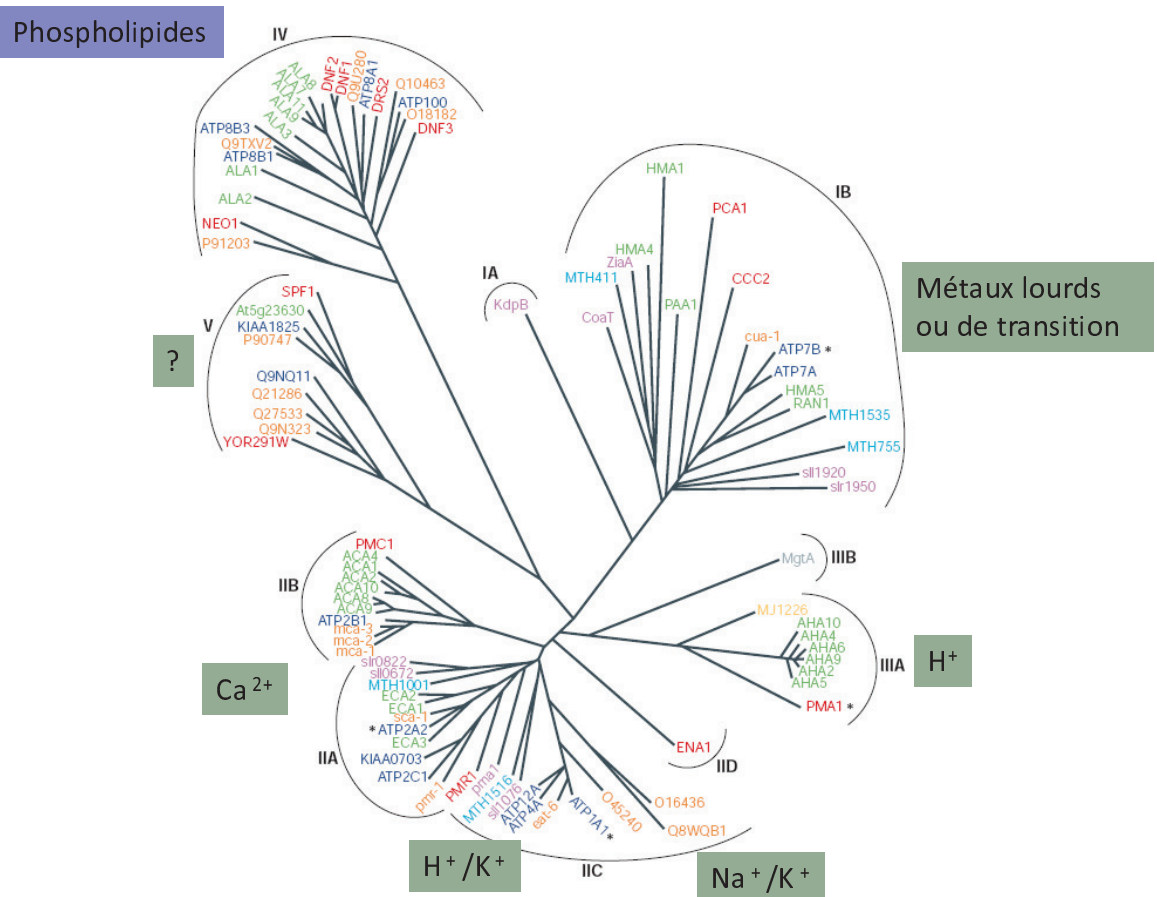 Phospholipides
IV
ALA8
ALA7
ALA11
ALA9
ALA3
DNF2
DNF1
Q9U280
ATP8A1
DRS2
Q10463
ATP100
O18182
DNF3
ATP8B3
Q9TXV2
ATP8B1
ALA1
ALA2
NEO1
P91203
IB
HMA1
PCA1
HMA4
ZiaA
MTH411
CCC2
CoaT
PAA1
cua-1
ATP7B *
ATP7A
HMA5
RAN1
MTH1535
MTH755
sll1920
slr1950
Métaux lourds
ou de transition
IA
KdpB
V
?
SPF1
At5g23630
KIAA1825
P90747
Q9NQ11
Q21286
Q27533
Q9N323
YOR291W
IIB
PMC1
ACA4
ACA1
ACA2
ACA10
ACA8
ACA9
ATP2B1
mca-3
mca-2
mca-1
Ca 2+
IIA
slr0822
sll0672
MTH1001
ECA2
ECA1
sca-1
* ATP2A2
ECA3
KIAA0703
ATP2C1
pmr-1
PMR1
pma1
MTH1516
sll1076
ATP12A
ATP4A
eat-6
ATP1A1 *
O45240
O16436
Q8WQB1
IIC
H + /K +
Na + /K +
IID
ENA1
IIIB
MgtA
MJ1226
AHA10
AHA4
AHA6
AHA9
AHA2
AHA5
PMA1 *
IIIA
H+